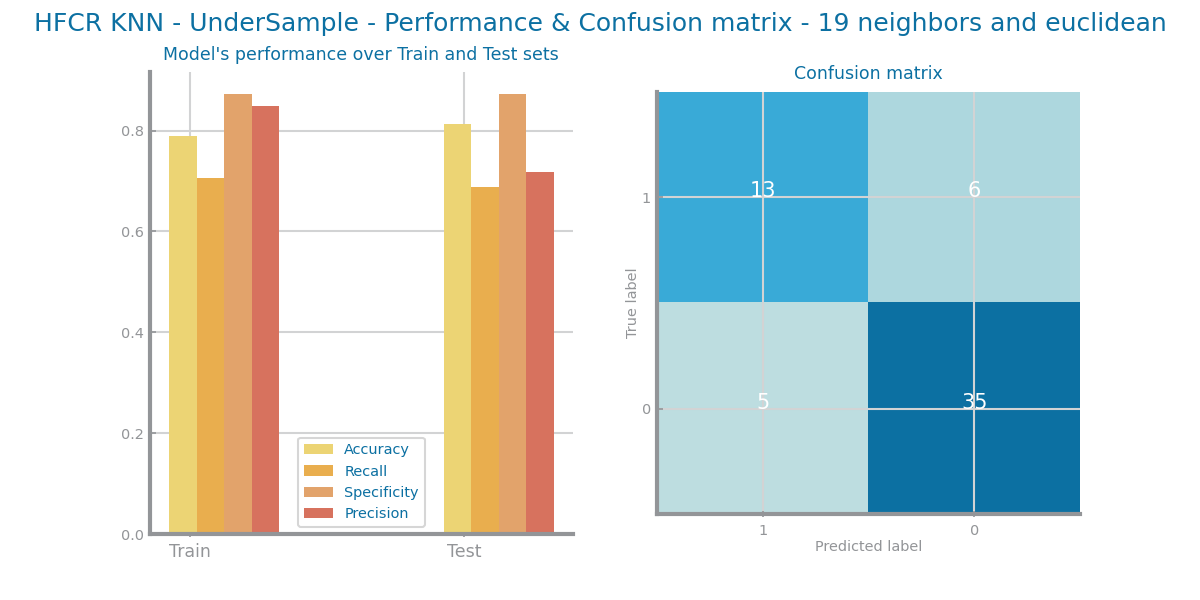 HFCR KNN - UnderSample - Performance & Confusion matrix - 19 neighbors and euclidean
Model's performance over Train and Test sets
0.8
0.6
0.4
0.2
0.0
Train
Test
Accuracy
Recall
Specificity
Precision
Confusion matrix
True label
1
0
13
6
5
35
1
0
Predicted label